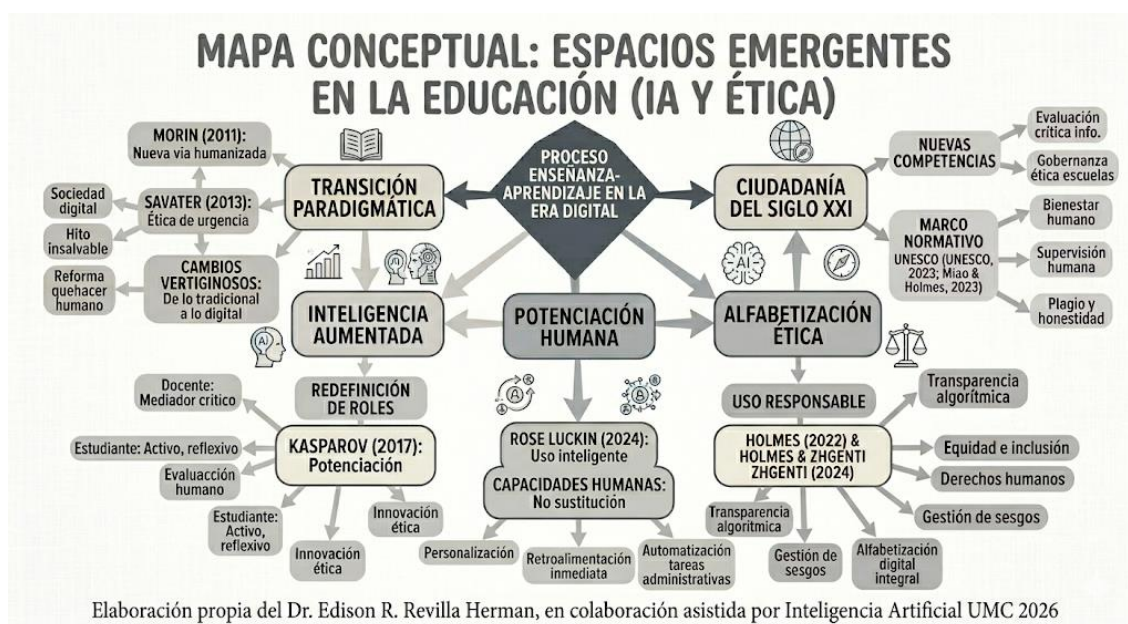 MAPA CONCEPTUAL: ESPACIOS EMERGENTES
EN LA EDUCACIÓN (IA Y ÉTICA)
MORIN (2011):
Nueva via humanizada
Sociedad
digital
SAVATER (2013):
Ética de urgencia
Hito
insalvable
Reforma
quehacer
humano
CAMBIOS
VERTIGINOSOS:
De lo tradicional
a lo digital
TRANSICIÓN
PARADIGMÁTICA
PROCESO
ENSEÑANZA-
APRENDIZAJE EN LA
ERA DIGITAL
CIUDADANÍA
DEL SIGLO XXI
NUEVAS
COMPETENCIAS
Evaluación
crítica info.
Gobernanza
ética escuelas
MARCO
NORMATIVO
UNESCO (UNESCO,
2023; Miao &
Holmes, 2023)
Bienestar
humano
Supervisión
humana
Plagio y
honestidad
AI
INTELIGENCIA
AUMENTADA
POTENCIACIÓN
HUMANA
ALFABETIZACIÓN
ÉTICA
AI
REDEFINICIÓN
DE ROLES
Docente:
Mediador critico
Estudiante: Activo, reflexivo
KASPAROV (2017):
Potenciación
Evaluacción
humano
Estudiante:
Activo,
reflexivo
Innovación
ética
Innovación
ética
ROSE LUCKIN (2024):
Uso inteligente
CAPACIDADES HUMANAS:
No sustitución
Personalización
Retroalimentación
inmediata
Automatización
tareas
administrativas
USO RESPONSABLE
HOLMES (2022) &
HOLMES & ZHGENTI
ZHGENTI (2024)
Transparencia
algorítmica
Equidad e inclusión
Derechos humanos
Gestión de sesgos
Transparencia
algorítmica
Gestión de
sesgos
Alfabetización
digital
integral
Elaboración propia del Dr. Edison R. Revilla Herman, en colaboración asistida por Inteligencia Artificial UMC 2026